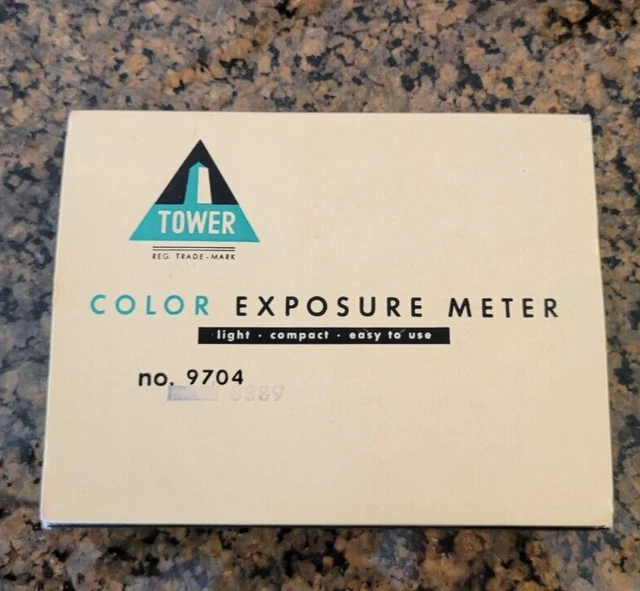 TOWER
REG. TRADE-MARK
COLOR EXPOSURE METER
light · compact · easy to use
no. 9704